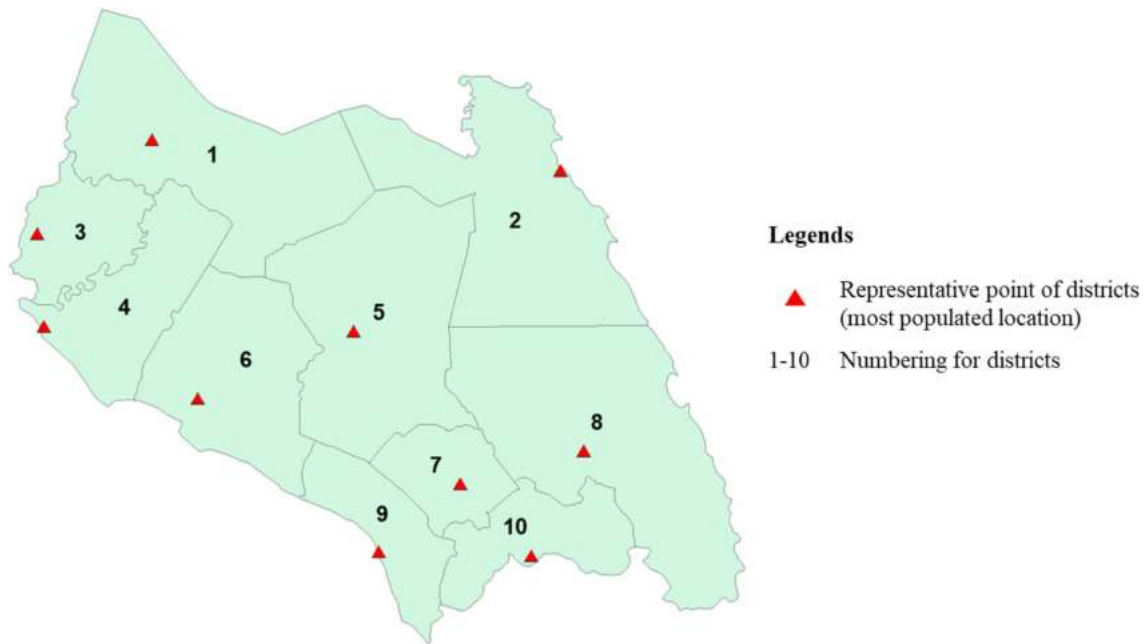 1
2
3
4
5
6
7
8
9
10
Legends
Representative point of districts
(most populated location)
1-10 Numbering for districts